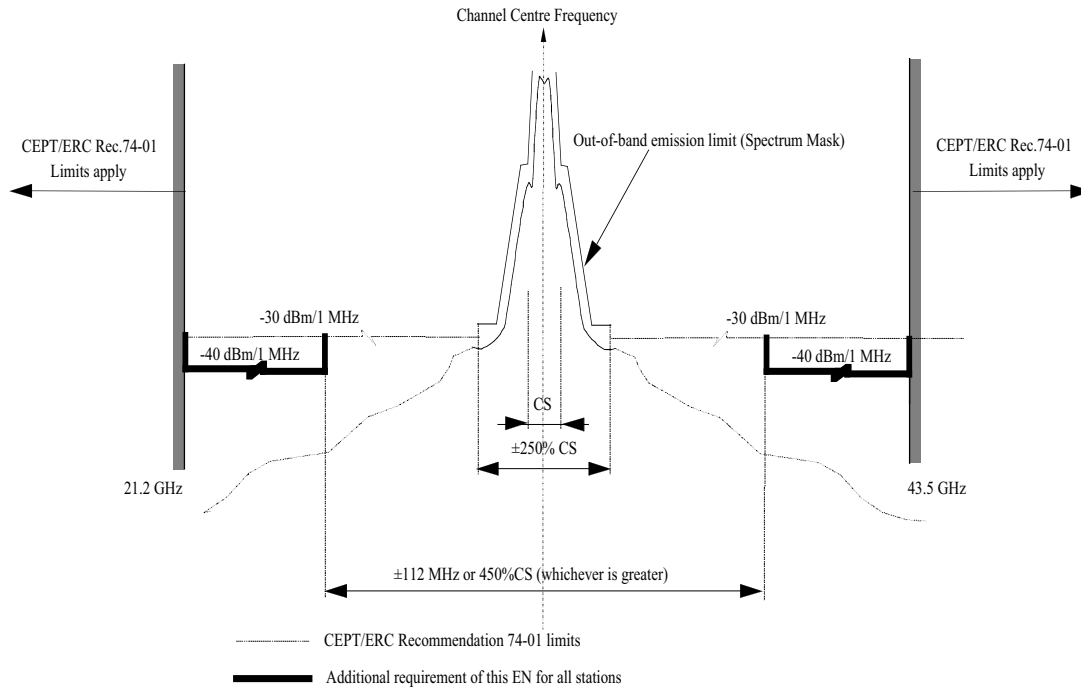 Channel Centre Frequency
Out-of-band emission limit (Spectrum Mask)
CEPT/ERC Rec.74-01
Limits apply
CEPT/ERC Rec.74-01
Limits apply
-30 dBm/1 MHz
-30 dBm/1 MHz
-40 dBm/1 MHz
-40 dBm/1 MHz
CS
±250% CS
21.2 GHz
43.5 GHz
±112 MHz or 450%CS (whichever is greater)
CEPT/ERC Recommendation 74-01 limits
Additional requirement of this EN for all stations